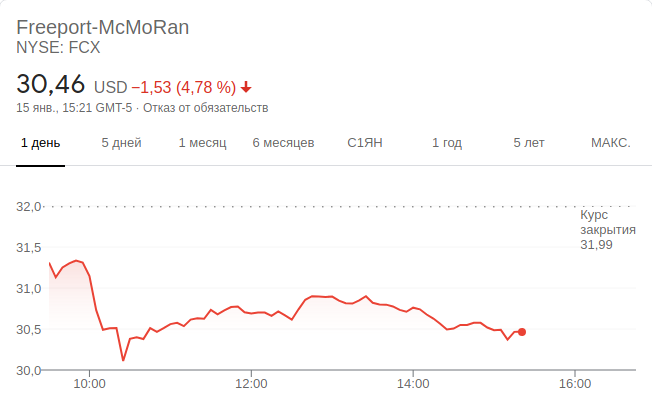 Freeport-McMoRan
NYSE: FCX
30,46 USD −1,53 (4,78 %)
15 янв., 15:21 GMT-5 · Отказ от обязательств
1 день 5 дней 1 месяц 6 месяцев С1ЯН 1 год 5 лет МАКС.
32,0
Курс
закрытия
31,99
31,5
31,0
30,5
30,0
10:00 12:00 14:00 16:00